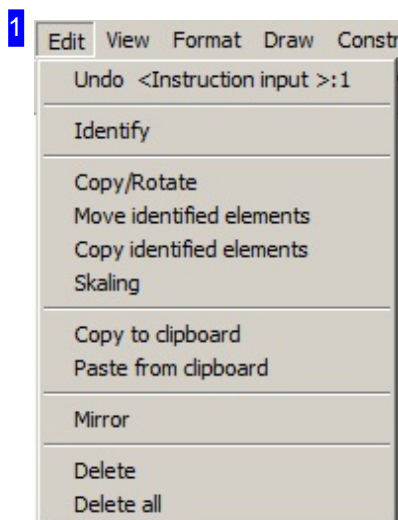 1
Edit View Format Draw Constr
Undo <Instruction input >:1
Identify
Copy/Rotate
Move identified elements
Copy identified elements
Skaling
Copy to clipboard
Paste from clipboard
Mirror
Delete
Delete all